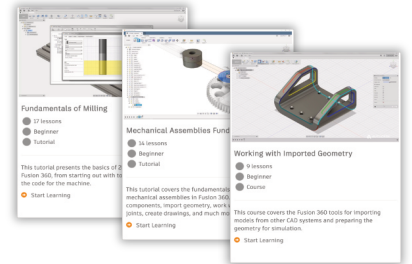 Fundamentals of Milling
17 lessons
Beginner
Tutorial
This tutorial presents the basics of
Fusion 360, from starting out with to
the code for the machine.
Start Learning
Mechanical Assemblies Fund
14 lessons
Beginner
Tutorial
This tutorial covers the fundamentals
mechanical assemblies in Fusion 360.
components, import geometry, work
joints, create drawings, and much mo
Start Learning
Working with Imported Geometry
9 lessons
Beginner
Course
This course covers the Fusion 360 tools for importing
models from other CAD systems and preparing the
geometry for simulation.
Start Learning